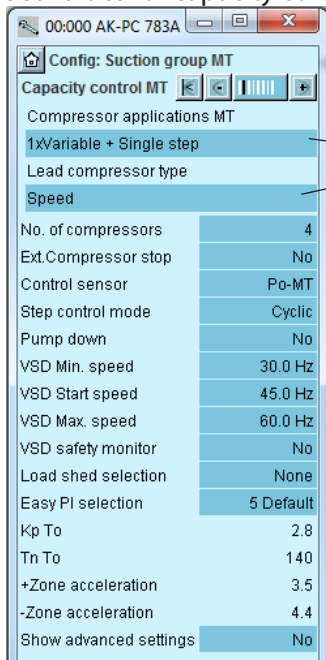 00:000 AK-PC 783A
Config: Suction group MT
Capacity control MT
Compressor applications MT
1xVariable + Single step
Lead compressor type
Speed
No. of compressors 4
Ext.Compressor stop No
Control sensor Po-MT
Step control mode Cyclic
Pump down No
VSD Min. speed 30.0 Hz
VSD Start speed 45.0 Hz
VSD Max. speed 60.0 Hz
VSD safety monitor No
Load shed selection None
Easy PI selection 5 Default
Kp To 2.8
Tn To 140
+Zone acceleration 3.5
-Zone acceleration 4.4
Show advanced settings No